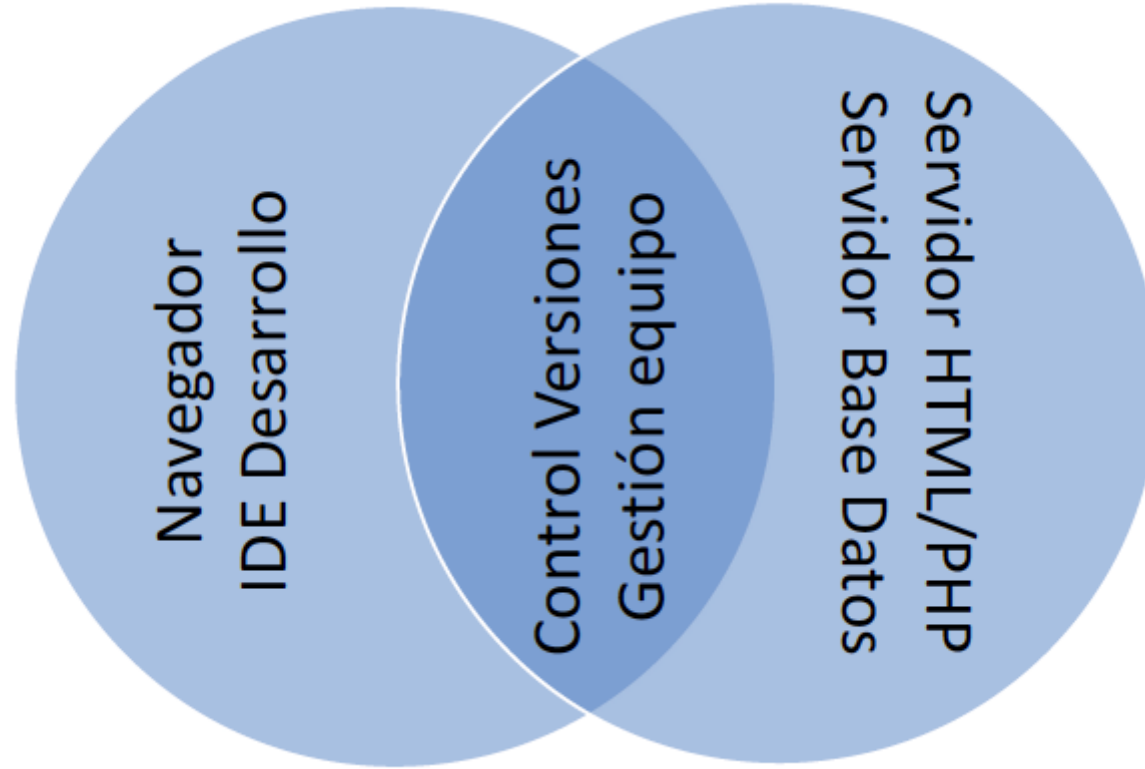 Navegador
IDE Desarrollo
Control Versiones
Gestión equipo
Servidor HTML/PHP
Servidor Base Datos